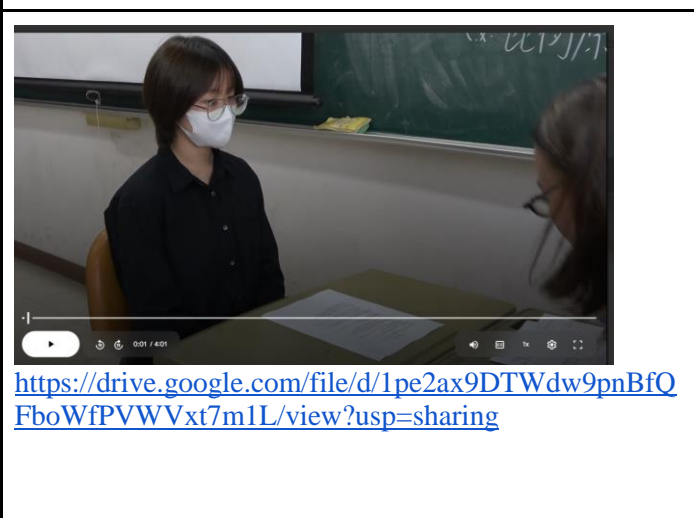 0:01 / 4:01
1x
https://drive.google.com/file/d/1pe2ax9DTWdw9pnBfQ
FboWfPVWVxt7m1L/view?usp=sharing